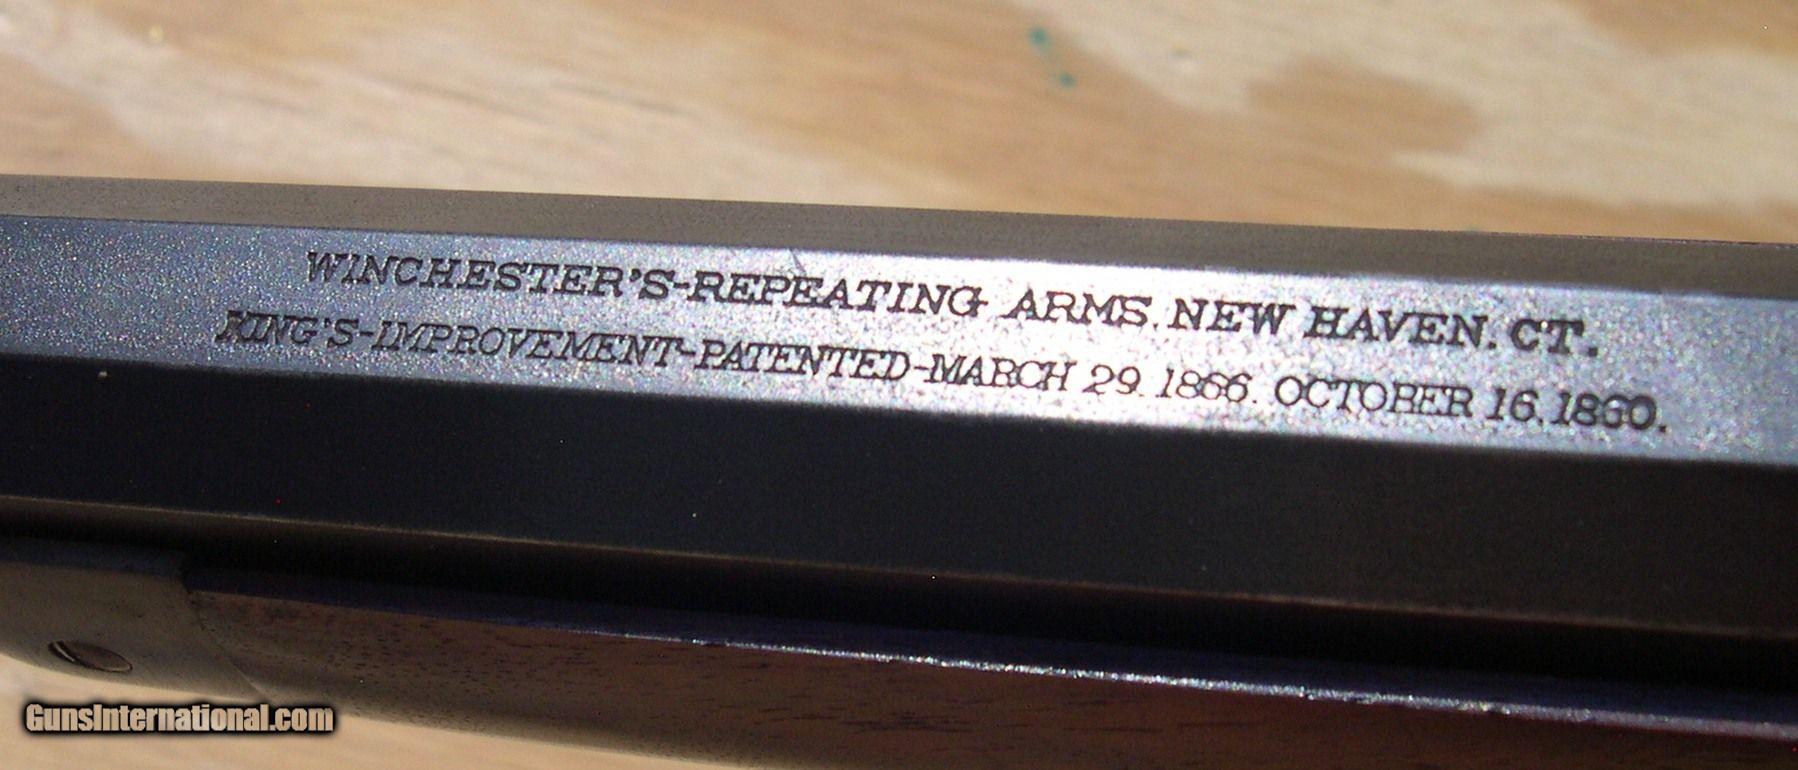 WINCHESTER'S-REPEATING ARMS. NEW HAVEN. CT.
KING'S-IMPROVEMENT-PATENTED-MARCH 29. 1866. OCTOBER 16. 1860.
GunsInternational.com